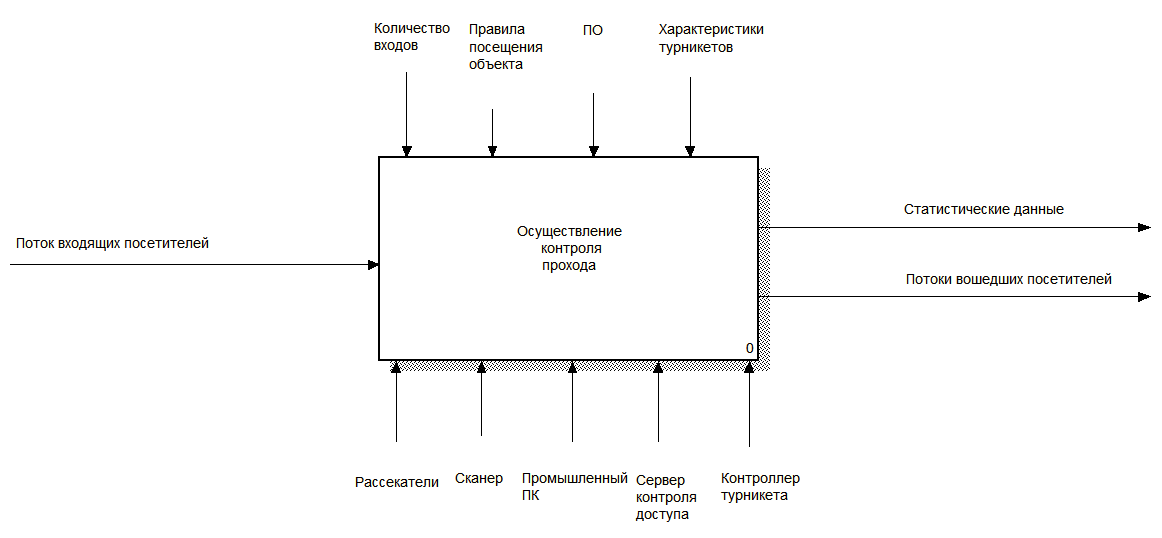 Количество
входов
Правила
посещения
объекта
ПО
Характеристики
турникетов
Поток входящих посетителей
Осуществление
контроля
прохода
0
Статистические данные
Потоки вошедших посетителей
Рассекатели
Сканер
Промышленный
ПК
Сервер
контроля
доступа
Контроллер
турникета